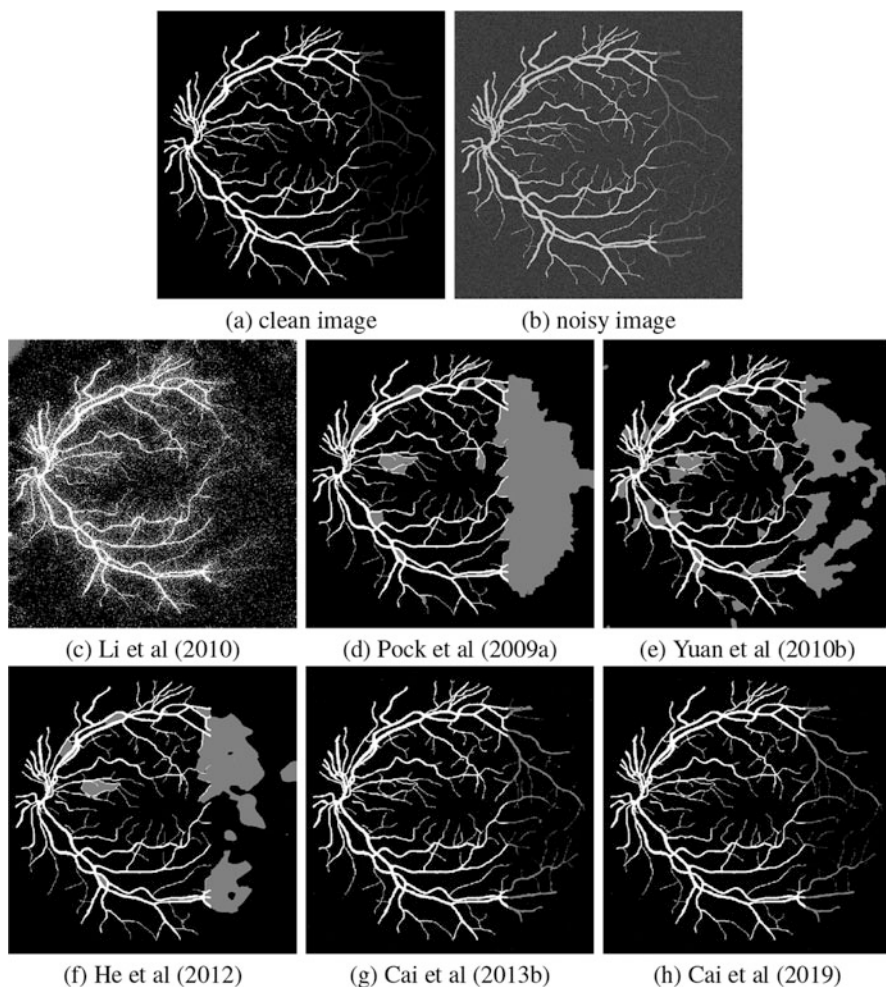 (a) clean image
(b) noisy image
(c) Li et al (2010)
(d) Pock et al (2009a)
(e) Yuan et al (2010b)
(f) He et al (2012)
(g) Cai et al (2013b)
(h) Cai et al (2019)